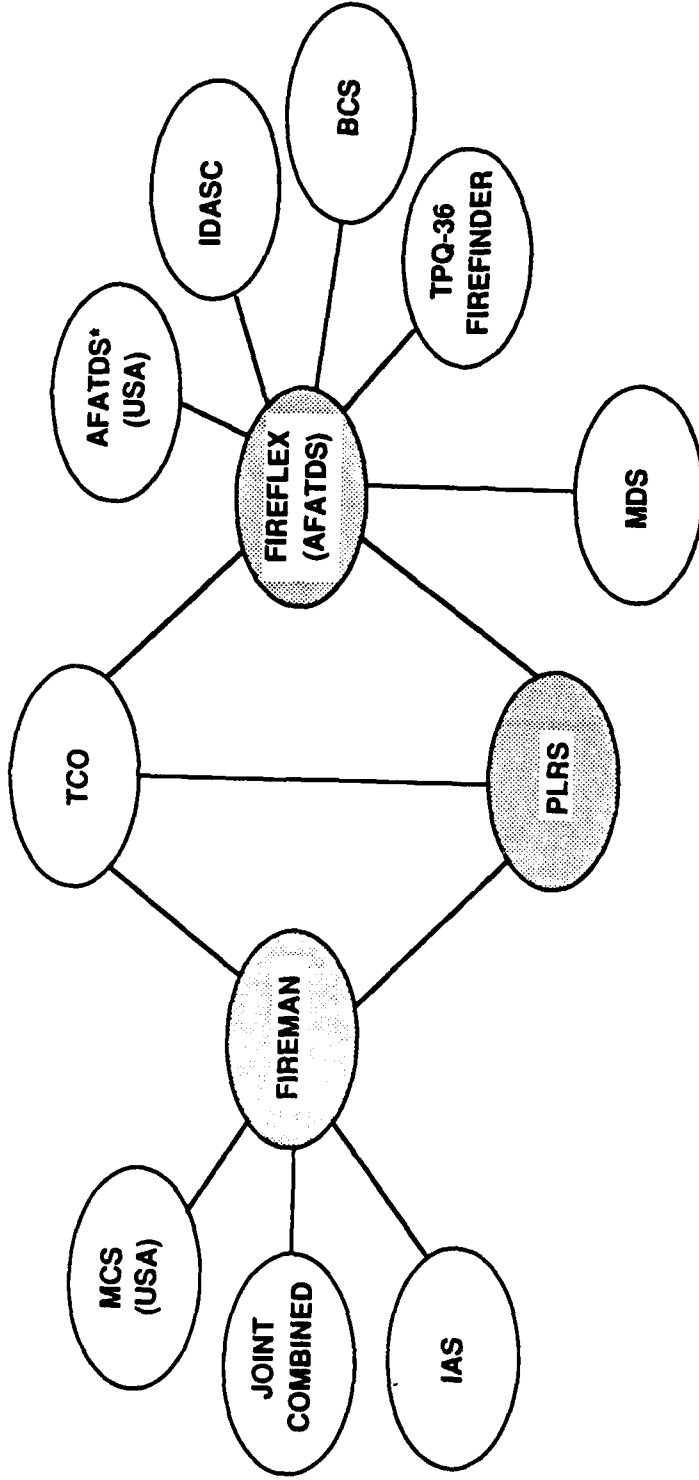 MCS
(USA)
JOINT
COMBINED
IAS
FIREMAN
TCO
PLRS
FIREFLEX
(AFATDS)
AFATDS*
(USA)
IDASC
BCS
TPQ-36
FIREFINDER
MDS